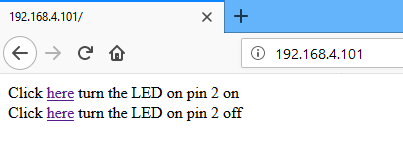 192.168.4.101/
192.168.4.101
Click here turn the LED on pin 2 on
Click here turn the LED on pin 2 off